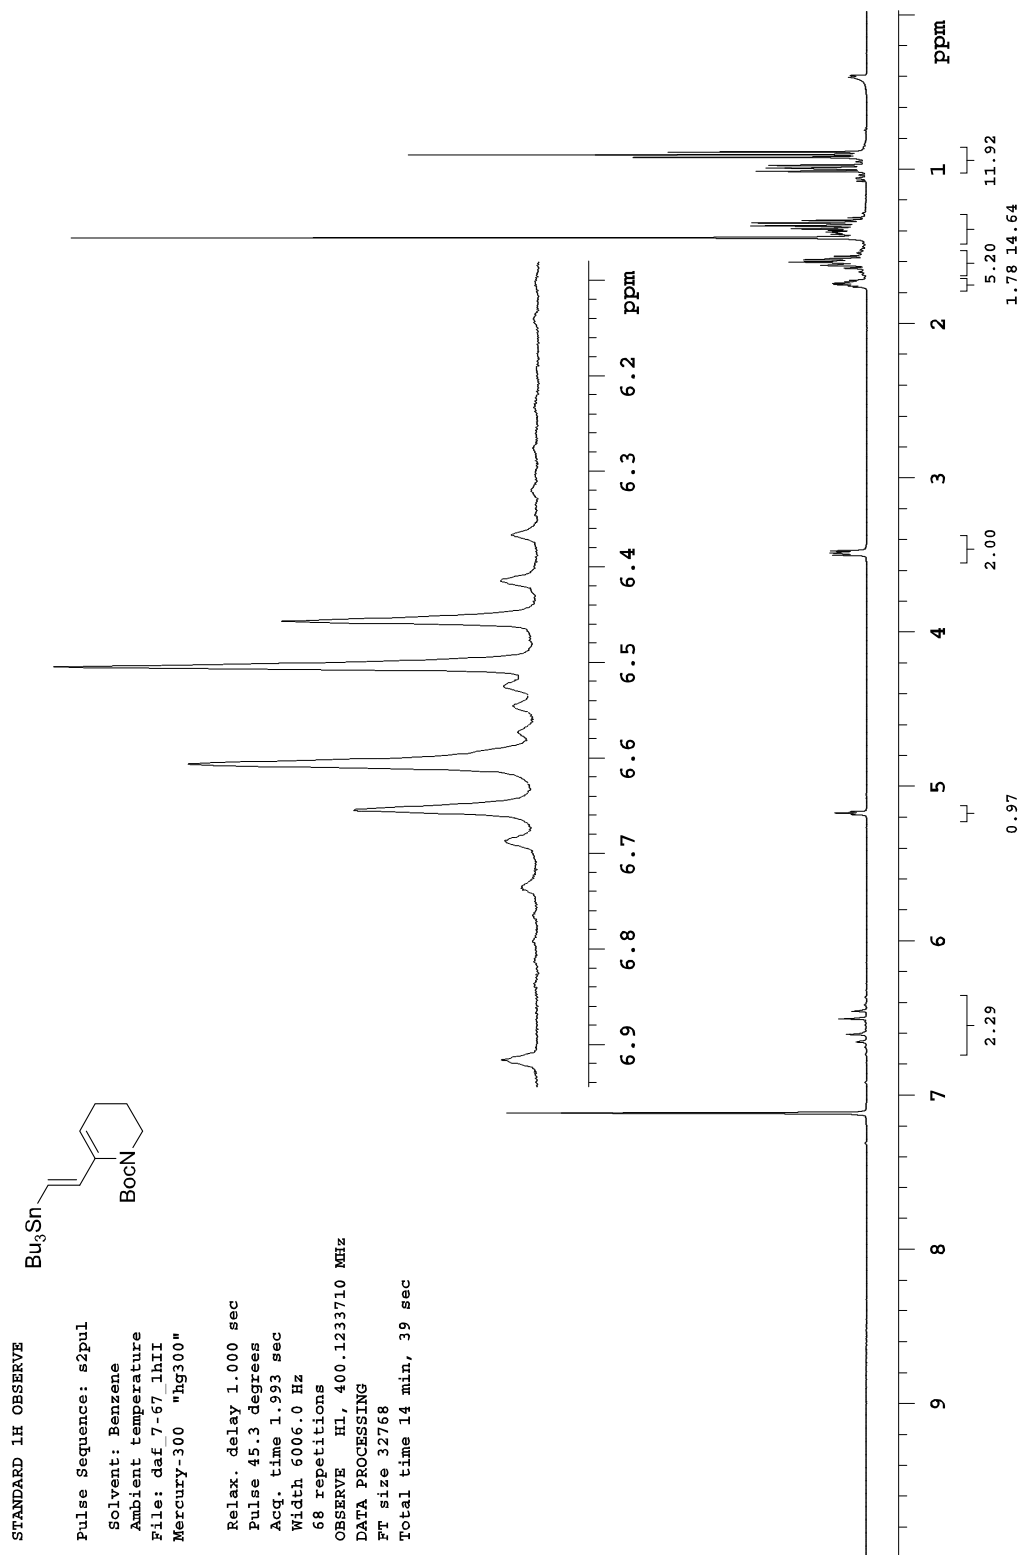 STANDARD 1H OBSERVE
Pulse Sequence: s2pul
Solvent: Benzene
Ambient temperature
File: daf_7-67_1hII
Mercury-300 "hg300"
Relax. delay 1.000 sec
Pulse 45.3 degrees
Acq. time 1.993 sec
Width 6006.0 Hz
68 repetitions
OBSERVE H1, 400.1233710 MHz
DATA PROCESSING
FT size 32768
Total time 14 min, 39 sec
Bu3Sn
BocN
6.9 6.8 6.7 6.6 6.5 6.4 6.3 6.2 ppm
9 8 7 6 5 4 3 2 1 ppm
2.29 0.97 2.00 5.20 11.92
1.78 14.64